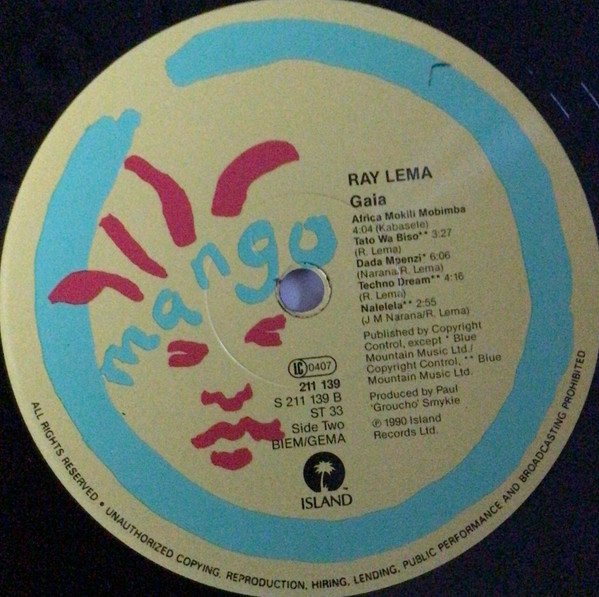 mango
RAY LEMA
Gaia
Africa Mokili Mobimba
4:04 (Kabasele)
Tato Wa Biso** 3:27
(R. Lema)
Dada Mpenzi* 6:06
(Narana/R. Lema)
Techno Dream** 4:16
(R. Lema)
Nalelela** 2:55
(J M Narana/R. Lema)
Published by Copyright
Control, except * Blue
Mountain Music Ltd./
Copyright Control, ** Blue
Mountain Music Ltd.
Produced by Paul
'Groucho' Smykle
℗ 1990 Island
Records Ltd.
LC 0407
211 139
S 211 139 B
ST 33
Side Two
BIEM/GEMA
ISLAND
ALL RIGHTS RESERVED • UNAUTHORIZED COPYING, REPRODUCTION, HIRING, LENDING, PUBLIC PERFORMANCE AND BROADCASTING PROHIBITED